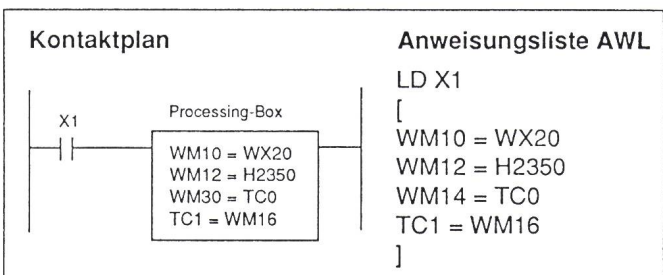 Kontaktplan
X1
Processing-Box
WM10 = WX20
WM12 = H2350
WM30 = TC0
TC1 = WM16
Anweisungsliste AWL
LD X1
[
WM10 = WX20
WM12 = H2350
WM14 = TC0
TC1 = WM16
]